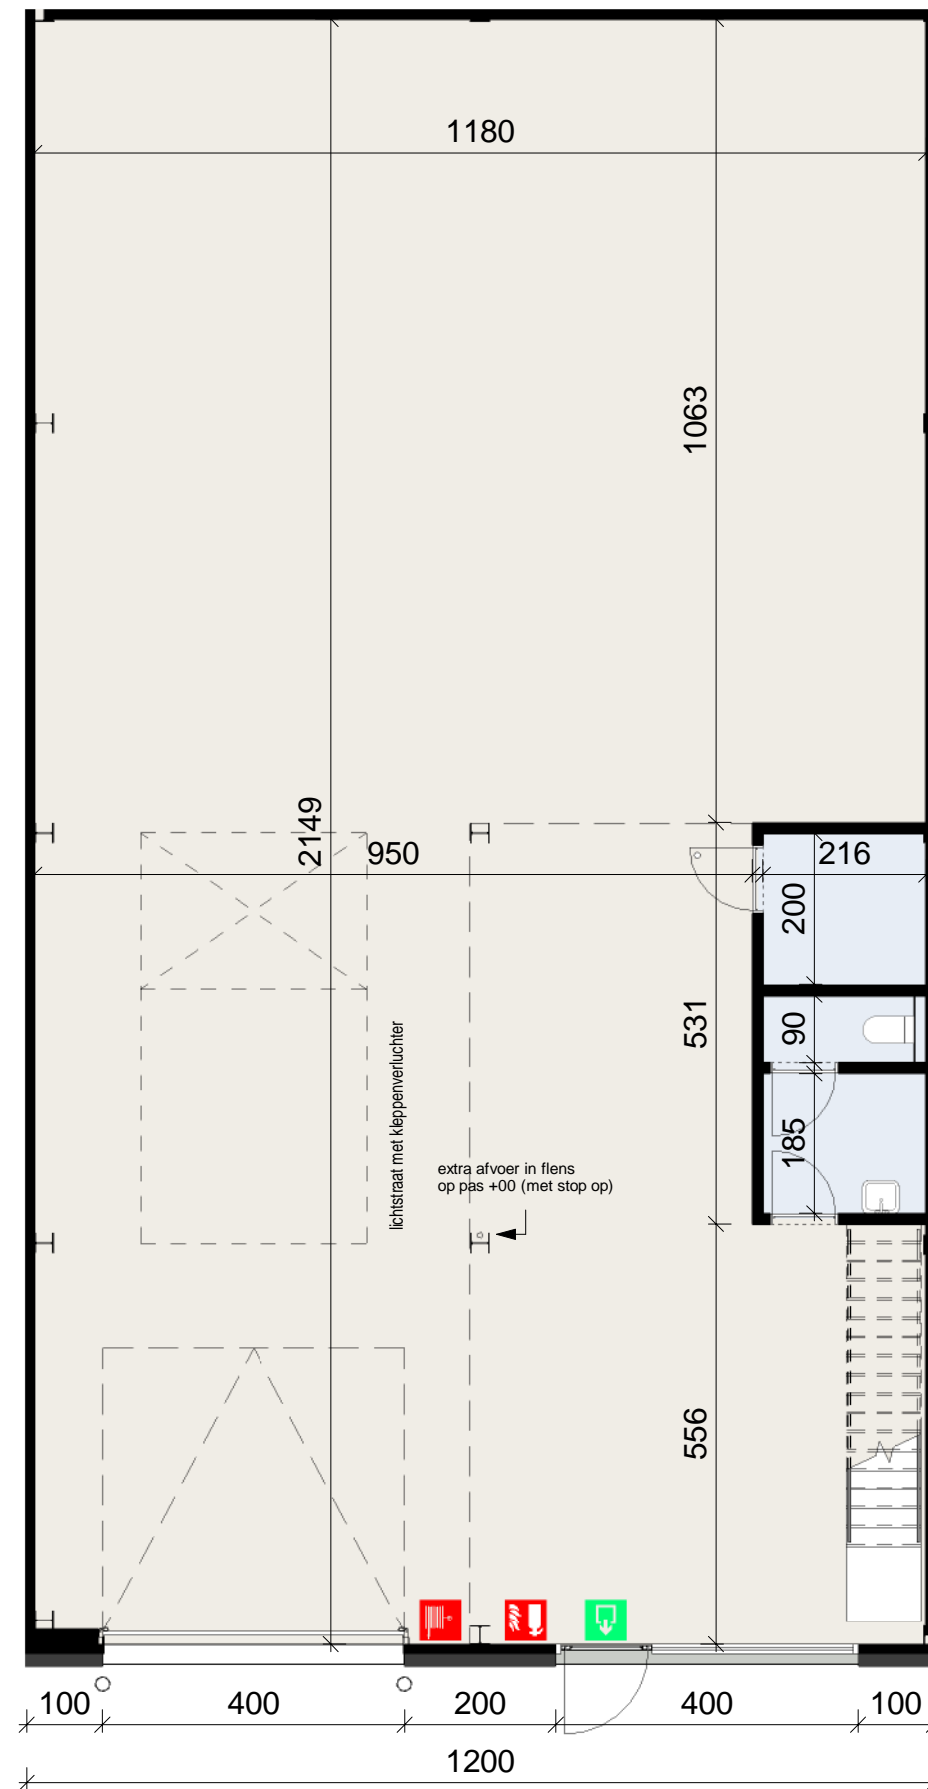 1180
1063
2149
950
216
200
531
90
185
lichtstraat met kleppenverluchter
extra afvoer in flens
op pas +00 (met stop op)
556
100 400 200 400 100
1200